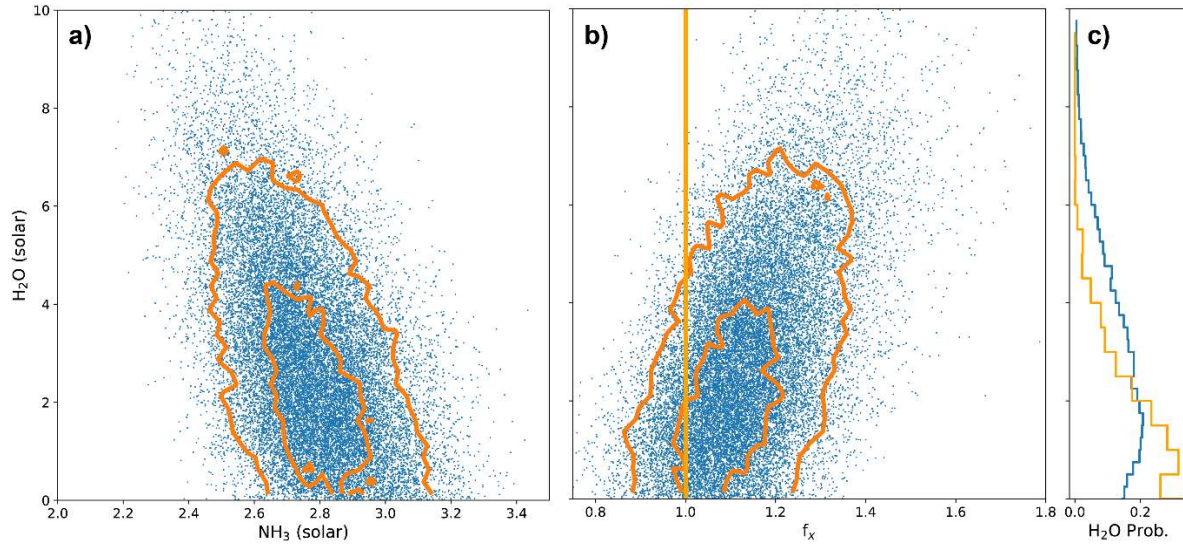 a)
b)
c)
10
8
6
4
2
0
H₂O (solar)
2.0 2.2 2.4 2.6 2.8 3.0 3.2 3.4
NH₃ (solar)
0.8 1.0 1.2 1.4 1.6 1.8
fₓ
0.0 0.2
H₂O Prob.